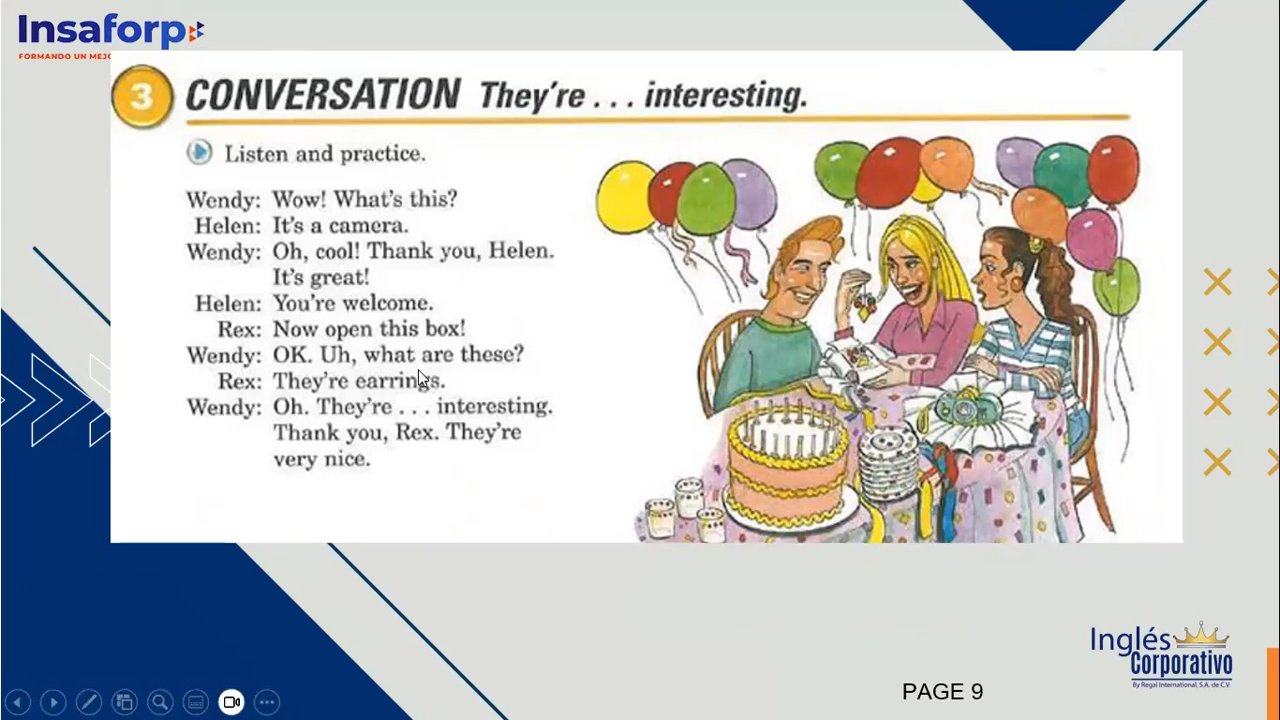 Insaforp
FORMANDO UN MEJO
3
CONVERSATION They're . . . interesting.
Listen and practice.
Wendy: Wow! What's this?
Helen: It's a camera.
Wendy: Oh, cool! Thank you, Helen.
It's great!
Helen: You're welcome.
Rex: Now open this box!
Wendy: OK. Uh, what are these?
Rex: They're earrings.
Wendy: Oh. They're . . . interesting.
Thank you, Rex. They're
very nice.
Inglés
Corporativo
By Regal International, S.A. de C.V.
PAGE 9